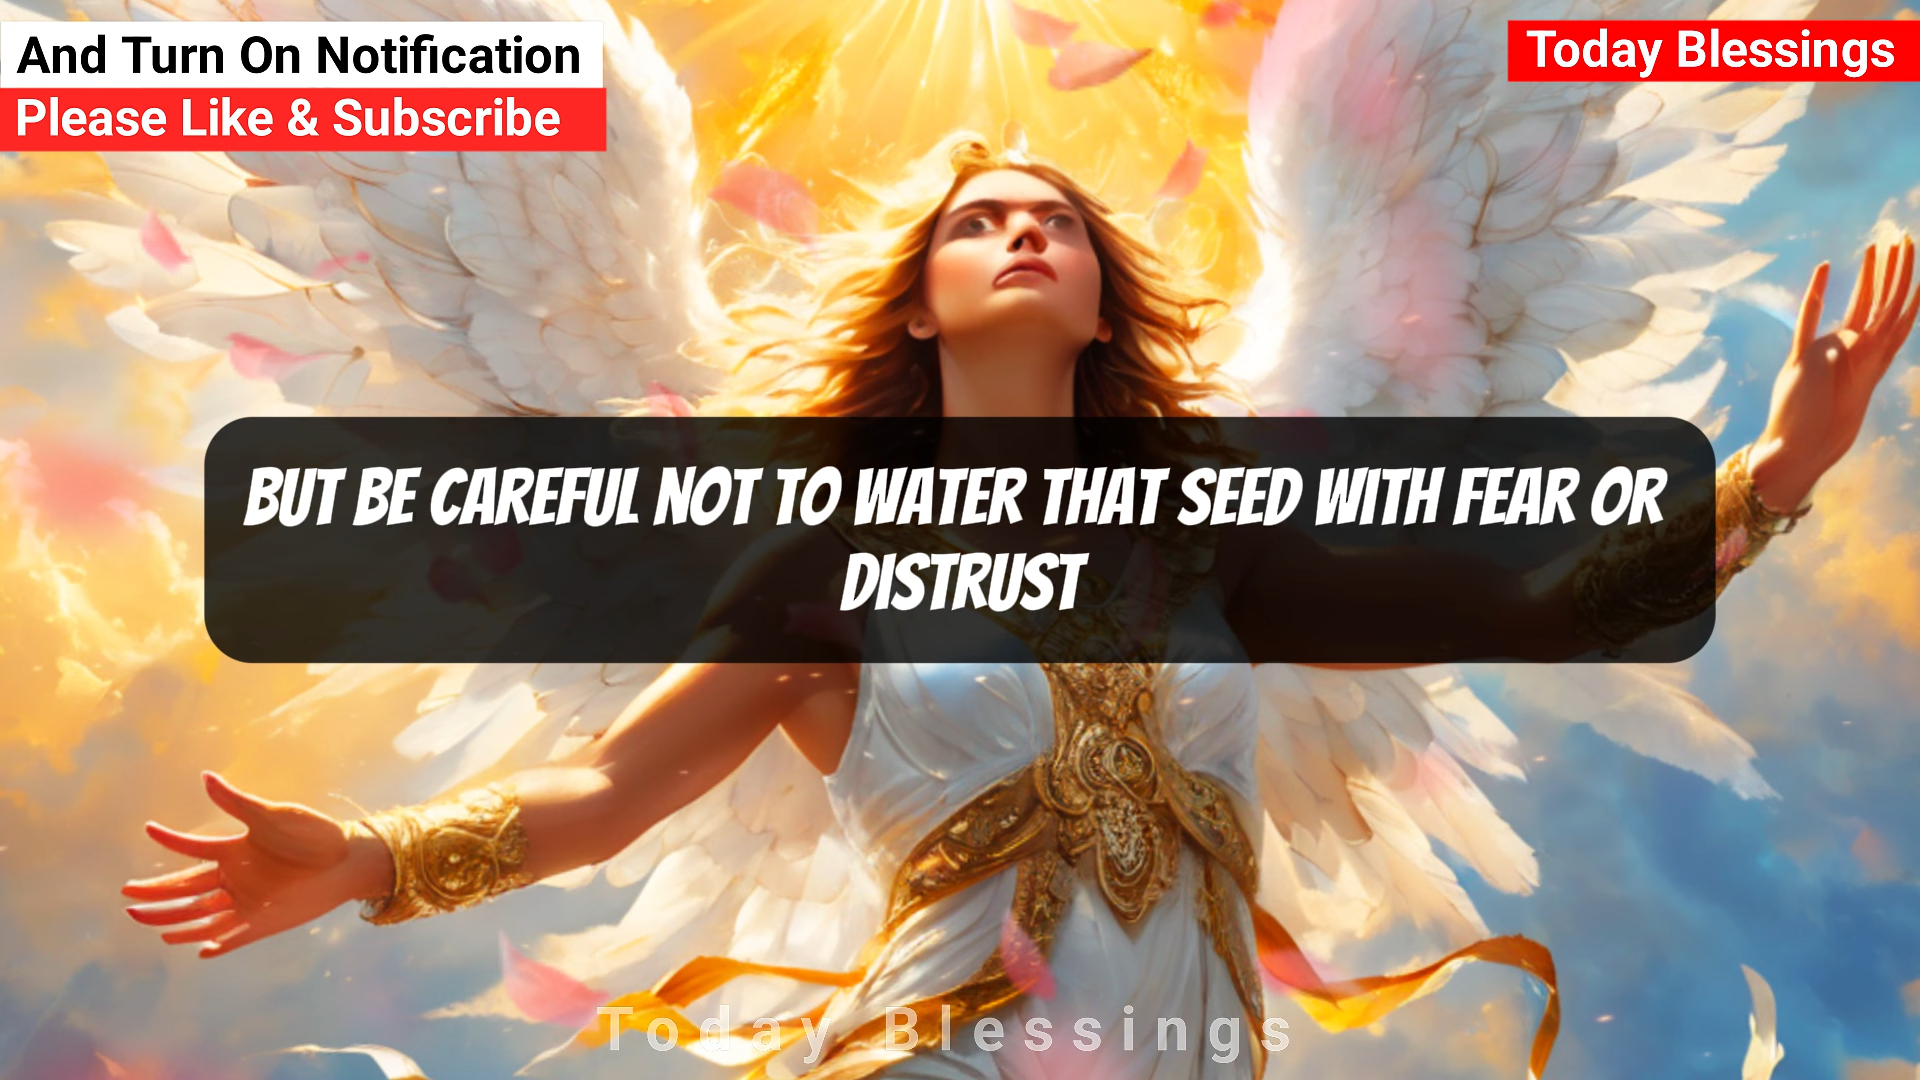 And Turn On Notification
Please Like & Subscribe
Today Blessings
BUT BE CAREFUL NOT TO WATER THAT SEED WITH FEAR OR
DISTRUST
Today Blessings